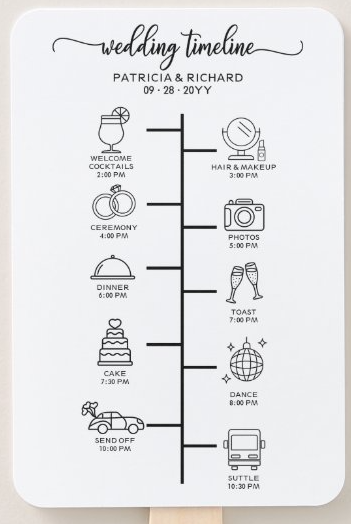 wedding timeline
PATRICIA & RICHARD
09 · 28 · 20YY
WELCOME
COCKTAILS
2:00 PM
HAIR & MAKEUP
3:00 PM
CEREMONY
4:00 PM
PHOTOS
5:00 PM
DINNER
6:00 PM
TOAST
7:00 PM
CAKE
7:30 PM
DANCE
8:00 PM
SEND OFF
10:00 PM
SUTTLE
10:30 PM